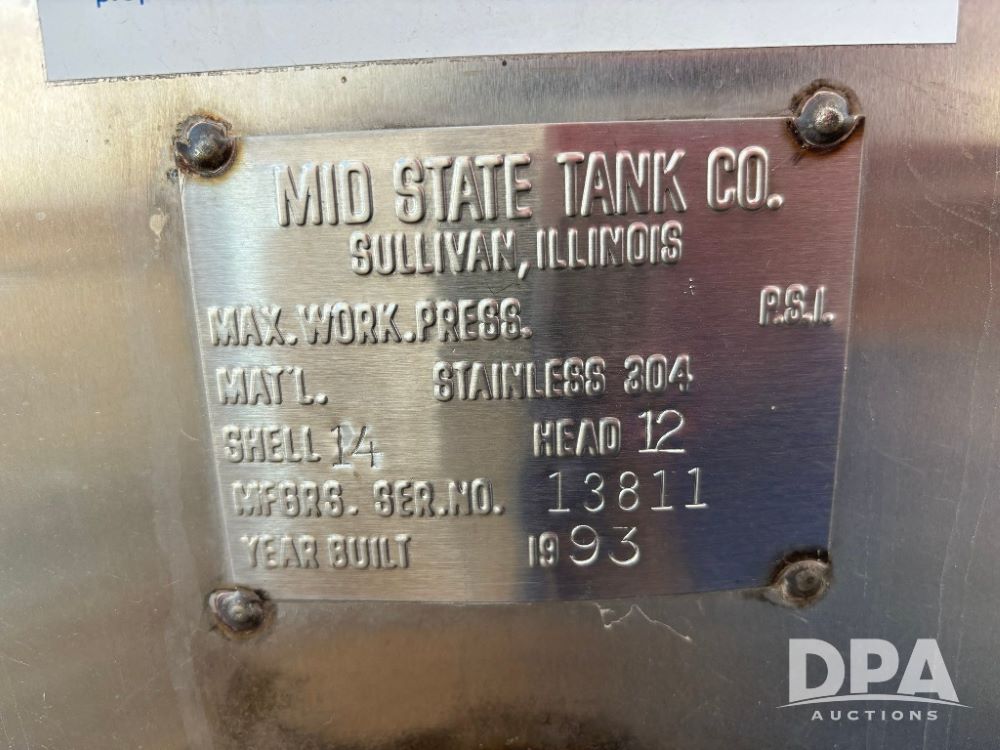 MID STATE TANK CO.
SULLIVAN, ILLINOIS
MAX. WORK. PRESS. P.S.I.
MAT'L. STAINLESS 304
SHELL 14 HEAD 12
MFGRS. SER. NO. 13811
YEAR BUILT 1993
DPA
AUCTIONS